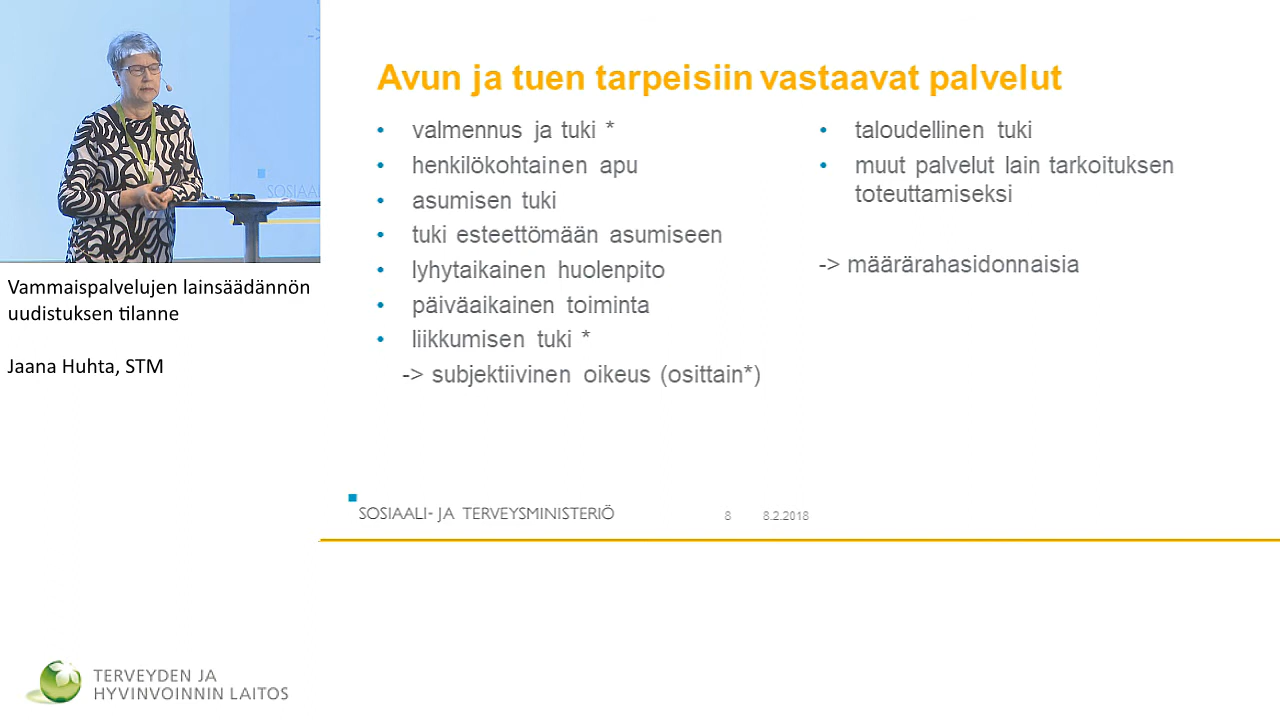 Avun ja tuen tarpeisiin vastaavat palvelut
• valmennus ja tuki *
• henkilökohtainen apu
• asumisen tuki
• tuki esteettömään asumiseen
• lyhytaikainen huolenpito
• päiväaikainen toiminta
• liikkumisen tuki *
-> subjektiivinen oikeus (osittain*)
• taloudellinen tuki
• muut palvelut lain tarkoituksen
toteuttamiseksi
-> määrärahasidonnaisia
SOSIAALI- JA TERVEYSMINISTERIÖ
8
8.2.2018
SOSIAAL
Vammaispalvelujen lainsäädännön
uudistuksen tilanne
Jaana Huhta, STM
TERVEYDEN JA
HYVINVOINNIN LAITOS